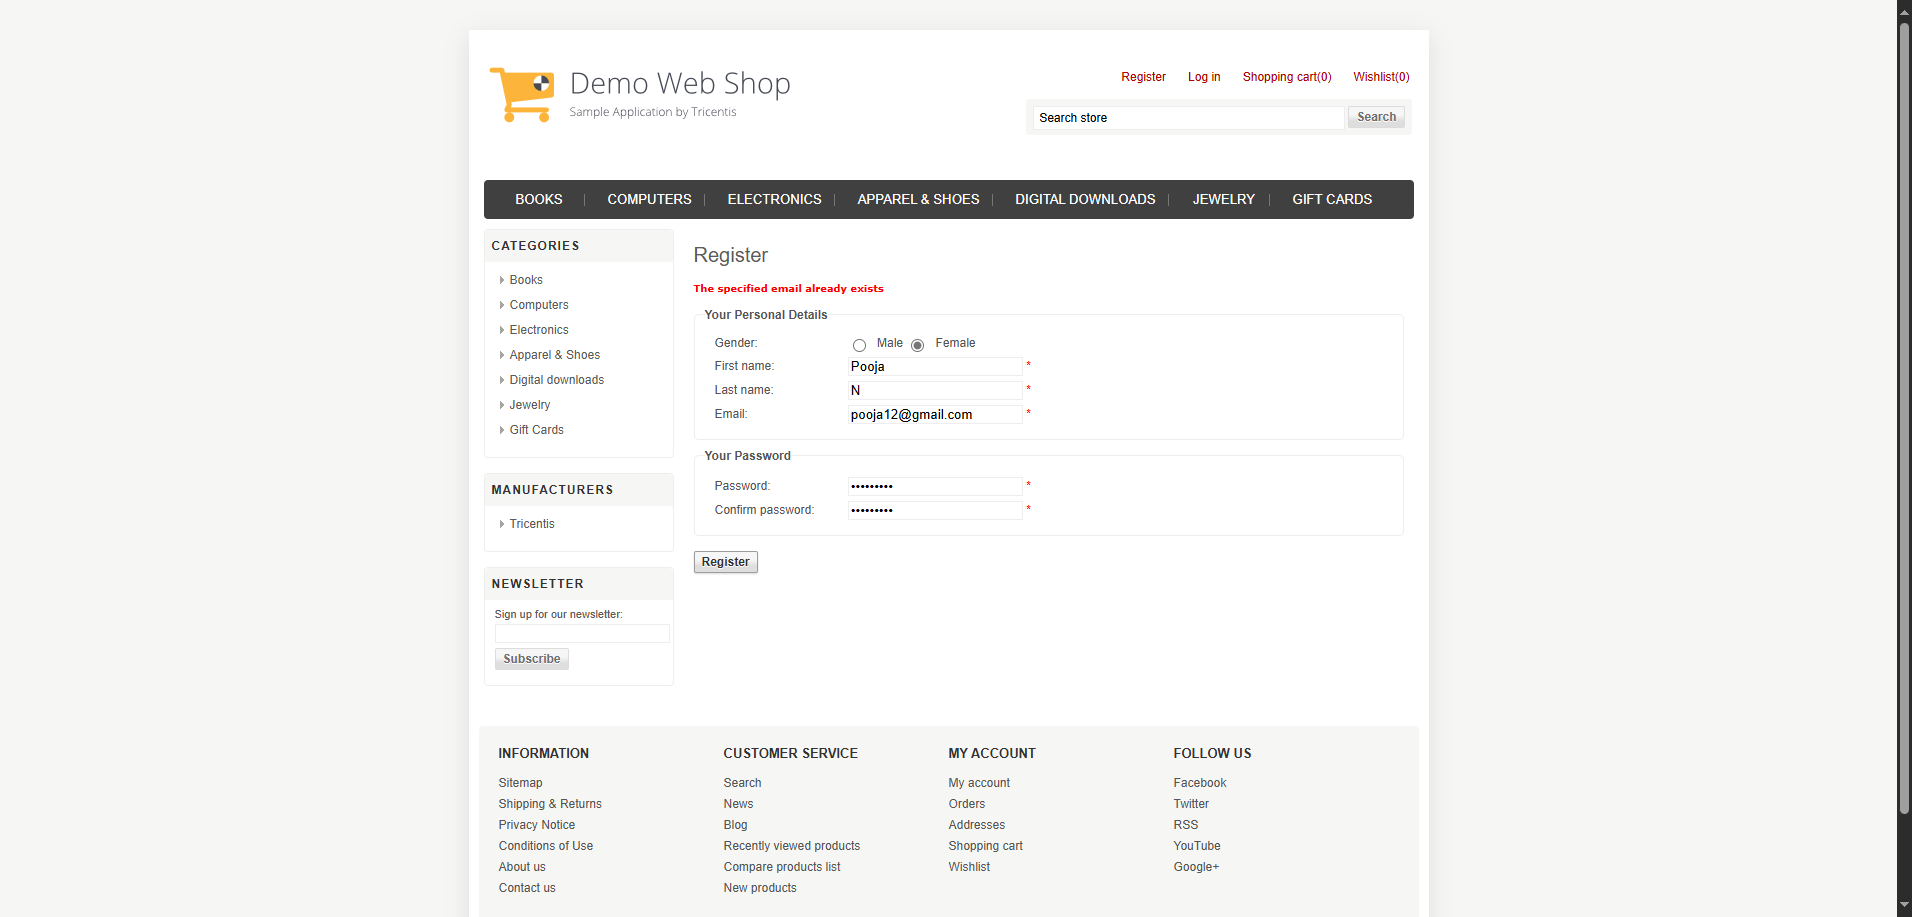 Demo Web Shop
Sample Application by Tricentis
Register Log in Shopping cart(0) Wishlist(0)
Search store Search
BOOKS COMPUTERS ELECTRONICS APPAREL & SHOES DIGITAL DOWNLOADS JEWELRY GIFT CARDS
CATEGORIES
Books
Computers
Electronics
Apparel & Shoes
Digital downloads
Jewelry
Gift Cards
MANUFACTURERS
Tricentis
NEWSLETTER
Sign up for our newsletter:
Subscribe
Register
The specified email already exists
Your Personal Details
Gender: Male Female
First name: Pooja *
Last name: N *
Email: pooja12@gmail.com *
Your Password
Password: ••••••••• *
Confirm password: ••••••••• *
Register
INFORMATION
Sitemap
Shipping & Returns
Privacy Notice
Conditions of Use
About us
Contact us
CUSTOMER SERVICE
Search
News
Blog
Recently viewed products
Compare products list
New products
MY ACCOUNT
My account
Orders
Addresses
Shopping cart
Wishlist
FOLLOW US
Facebook
Twitter
RSS
YouTube
Google+